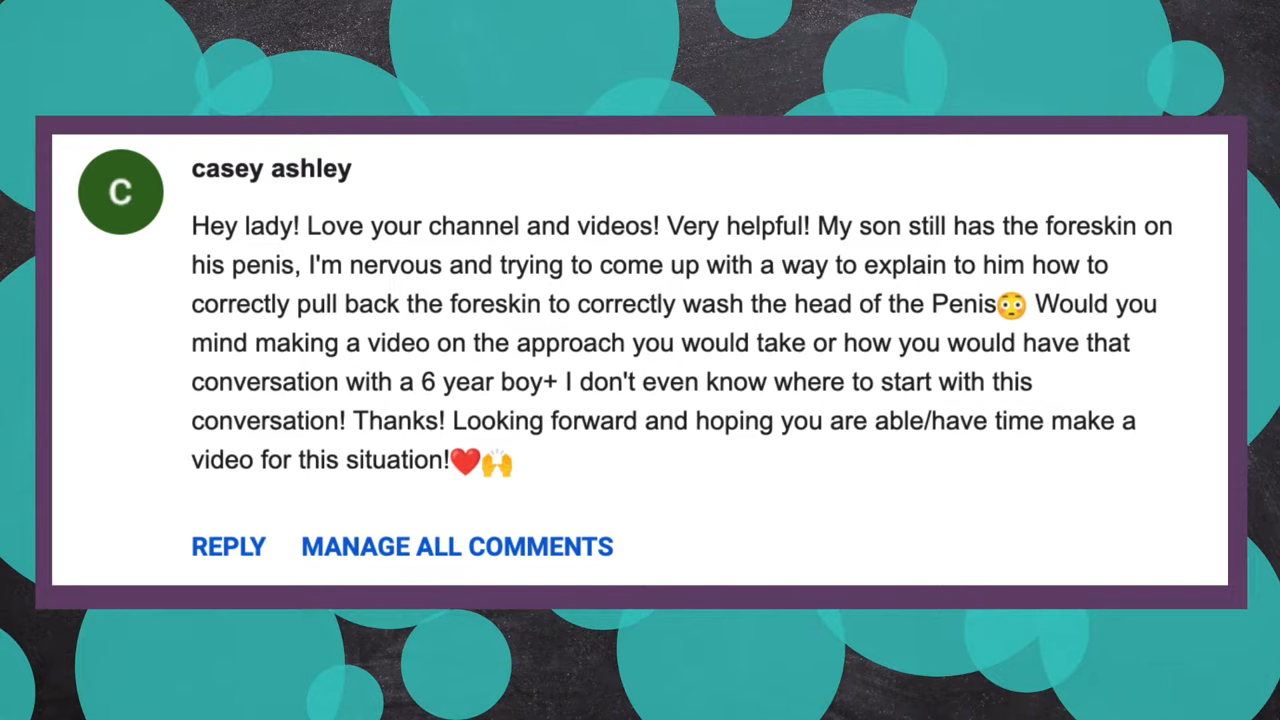 C
casey ashley
Hey lady! Love your channel and videos! Very helpful! My son still has the foreskin on
his penis, I'm nervous and trying to come up with a way to explain to him how to
correctly pull back the foreskin to correctly wash the head of the Penis😳 Would you
mind making a video on the approach you would take or how you would have that
conversation with a 6 year boy+ I don't even know where to start with this
conversation! Thanks! Looking forward and hoping you are able/have time make a
video for this situation!❤️🙌
REPLY MANAGE ALL COMMENTS